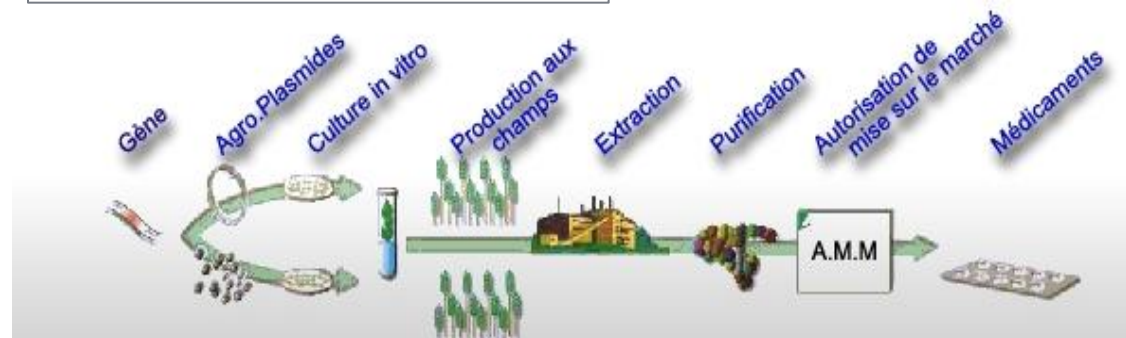 Gène
Agro.Plasmides
Culture in vitro
Production aux
champs
Extraction
Purification
Autorisation de
mise sur le marché
Médicaments
A.M.M